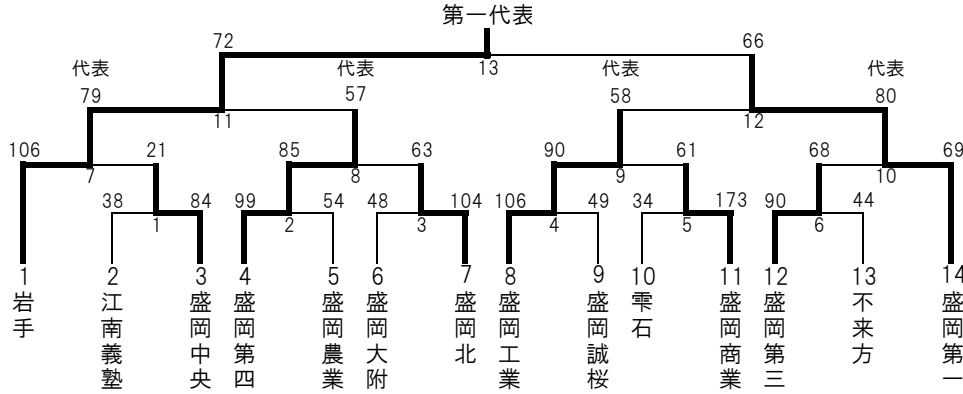 第一代表
72 66
13
代表 代表 代表 代表
79 57 58 80
11 12
106 21 85 63 90 61 68 69
7 8 9 10
38 84 99 54 48 104 106 49 34 173 90 44
1 2 3 4 5 6
1 2 3 4 5 6 7 8 9 10 11 12 13 14
岩手
江南義塾
盛岡中央
盛岡第四
盛岡農業
盛岡大附
盛岡北
盛岡工業
盛岡誠桜
雫石
盛岡商業
盛岡第三
不来方
盛岡第一